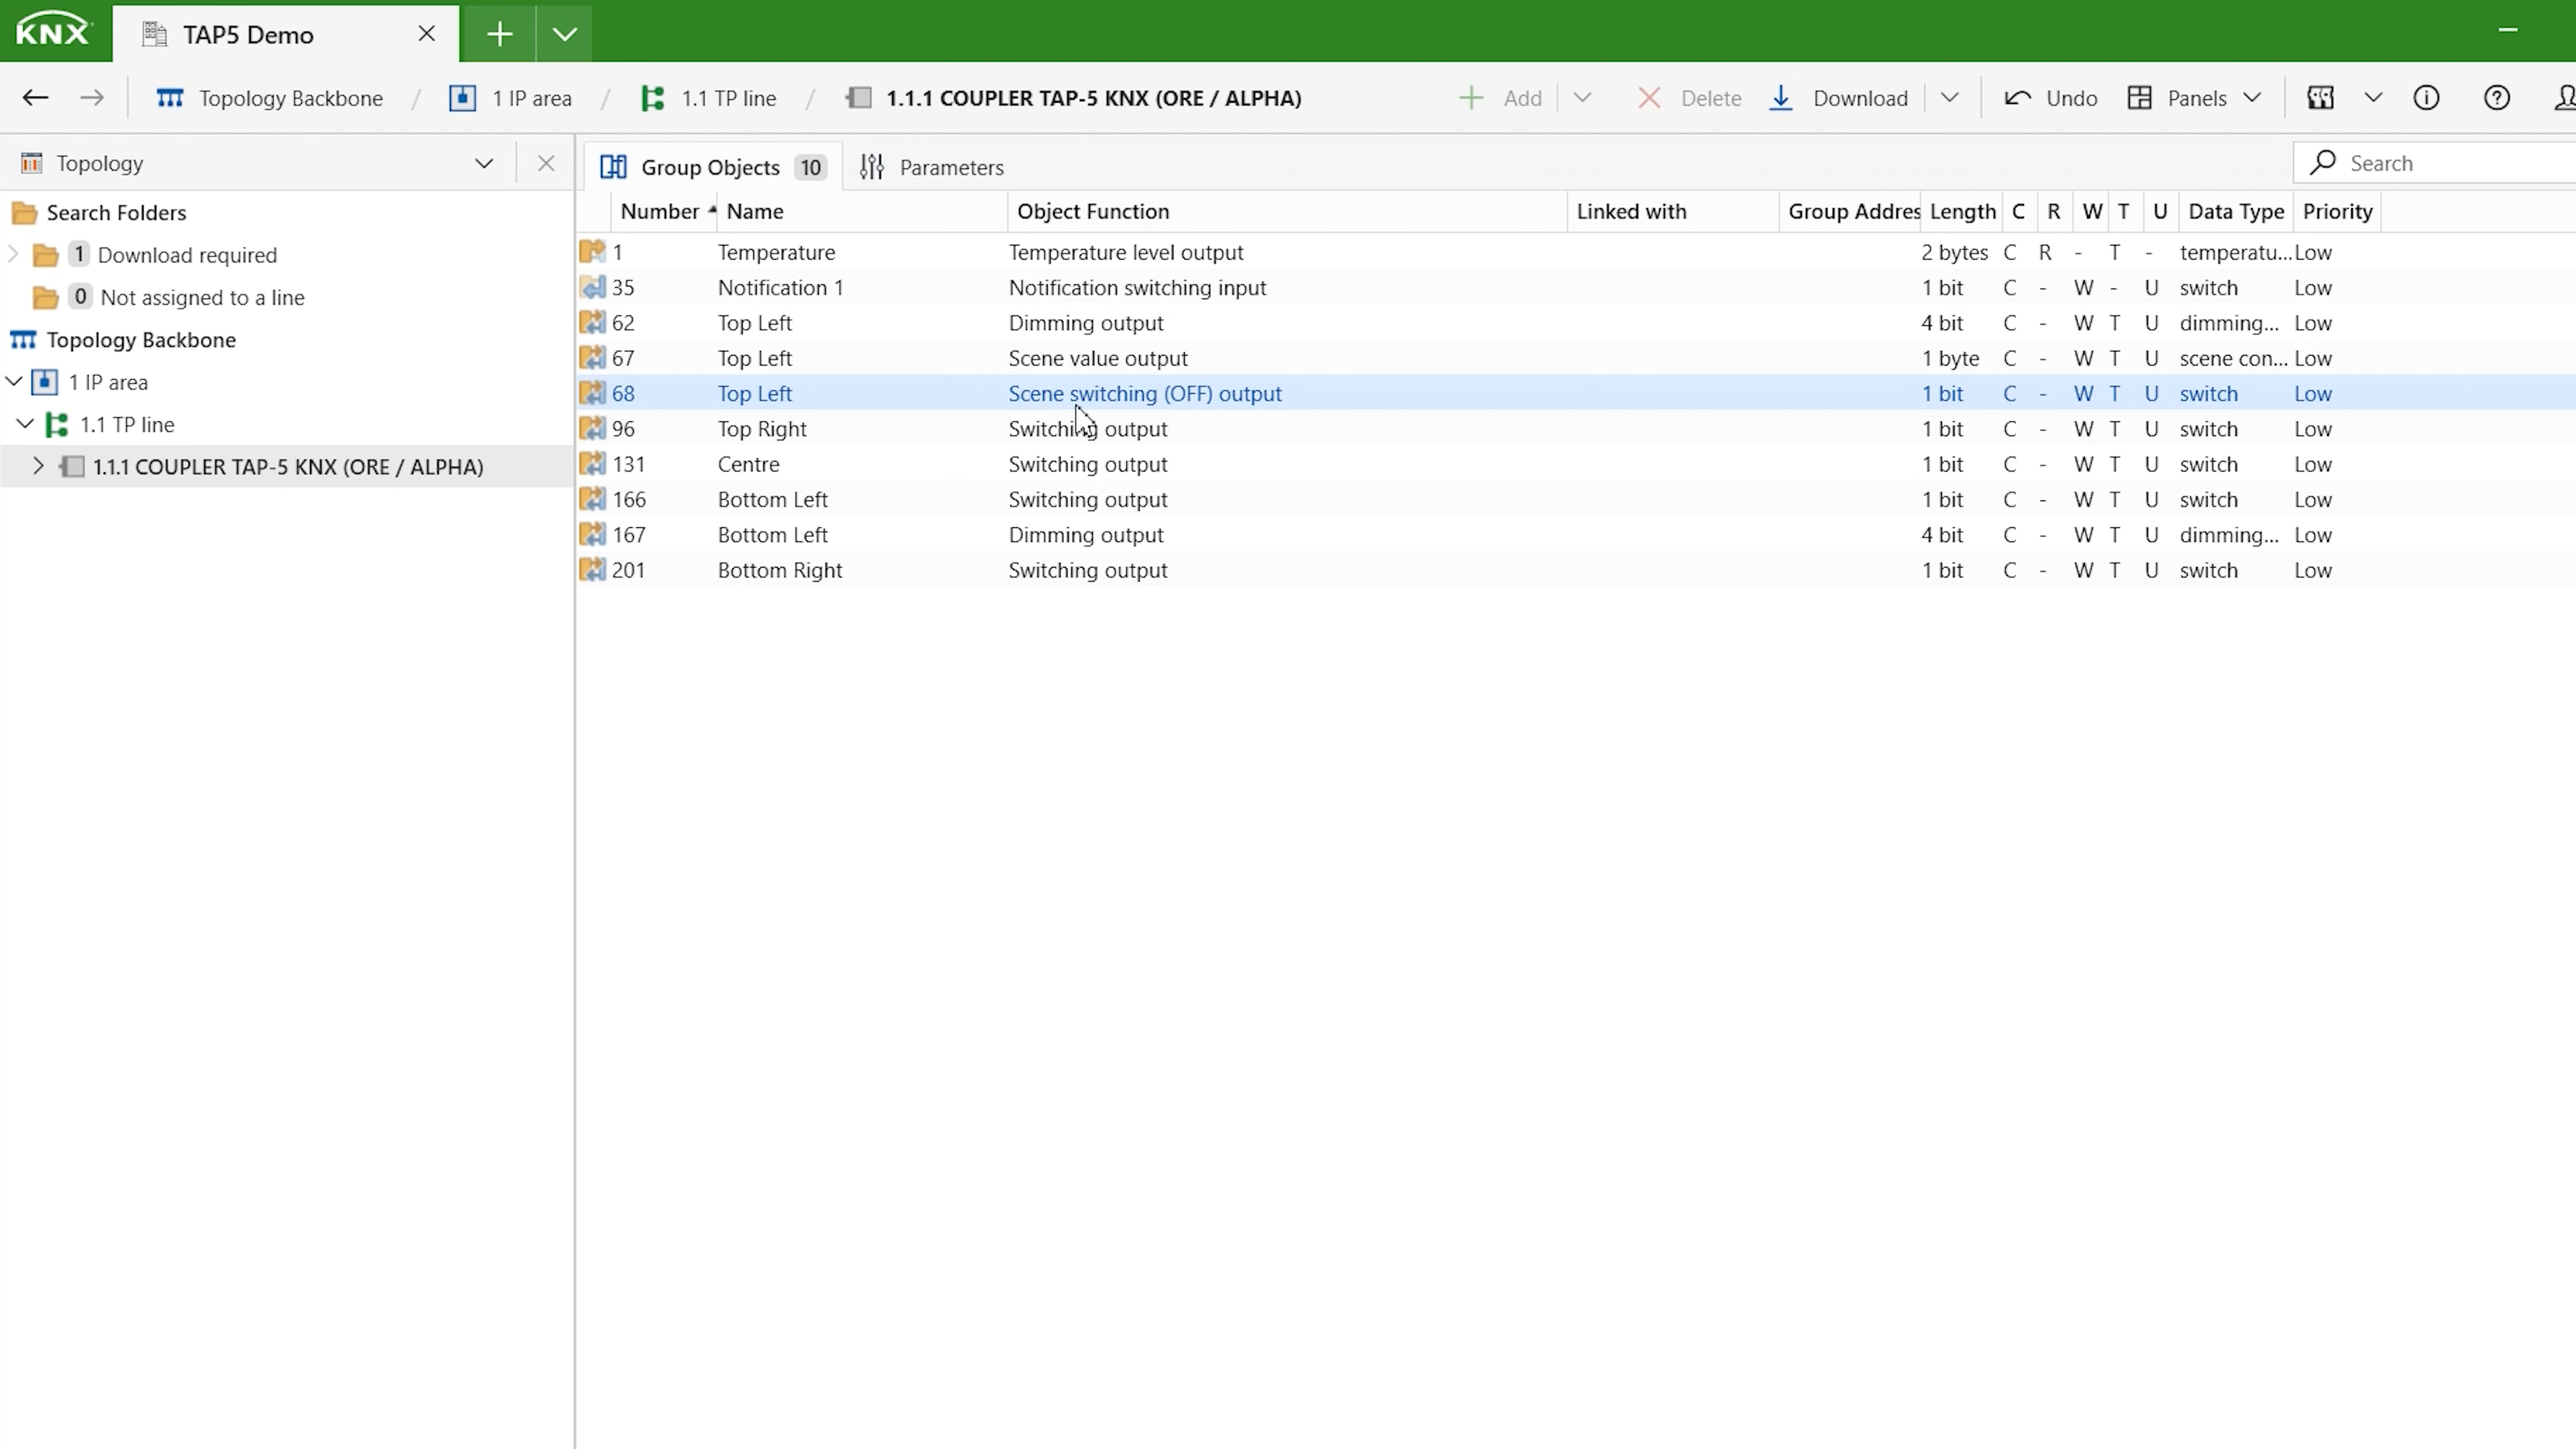 KNX TAP5 Demo
Topology Backbone / 1 IP area / 1.1 TP line / 1.1.1 COUPLER TAP-5 KNX (ORE / ALPHA) Add Delete Download Undo Panels
Topology
Search Folders
1 Download required
0 Not assigned to a line
Topology Backbone
1 IP area
1.1 TP line
1.1.1 COUPLER TAP-5 KNX (ORE / ALPHA)
Group Objects 10 Parameters Search
Number Name Object Function Linked with Group Addres Length C R W T U Data Type Priority
1 Temperature Temperature level output 2 bytes C R - T - temperatu... Low
35 Notification 1 Notification switching input 1 bit C - W - U switch Low
62 Top Left Dimming output 4 bit C - W T U dimming... Low
67 Top Left Scene value output 1 byte C - W T U scene con... Low
68 Top Left Scene switching (OFF) output 1 bit C - W T U switch Low
96 Top Right Switching output 1 bit C - W T U switch Low
131 Centre Switching output 1 bit C - W T U switch Low
166 Bottom Left Switching output 1 bit C - W T U switch Low
167 Bottom Left Dimming output 4 bit C - W T U dimming... Low
201 Bottom Right Switching output 1 bit C - W T U switch Low